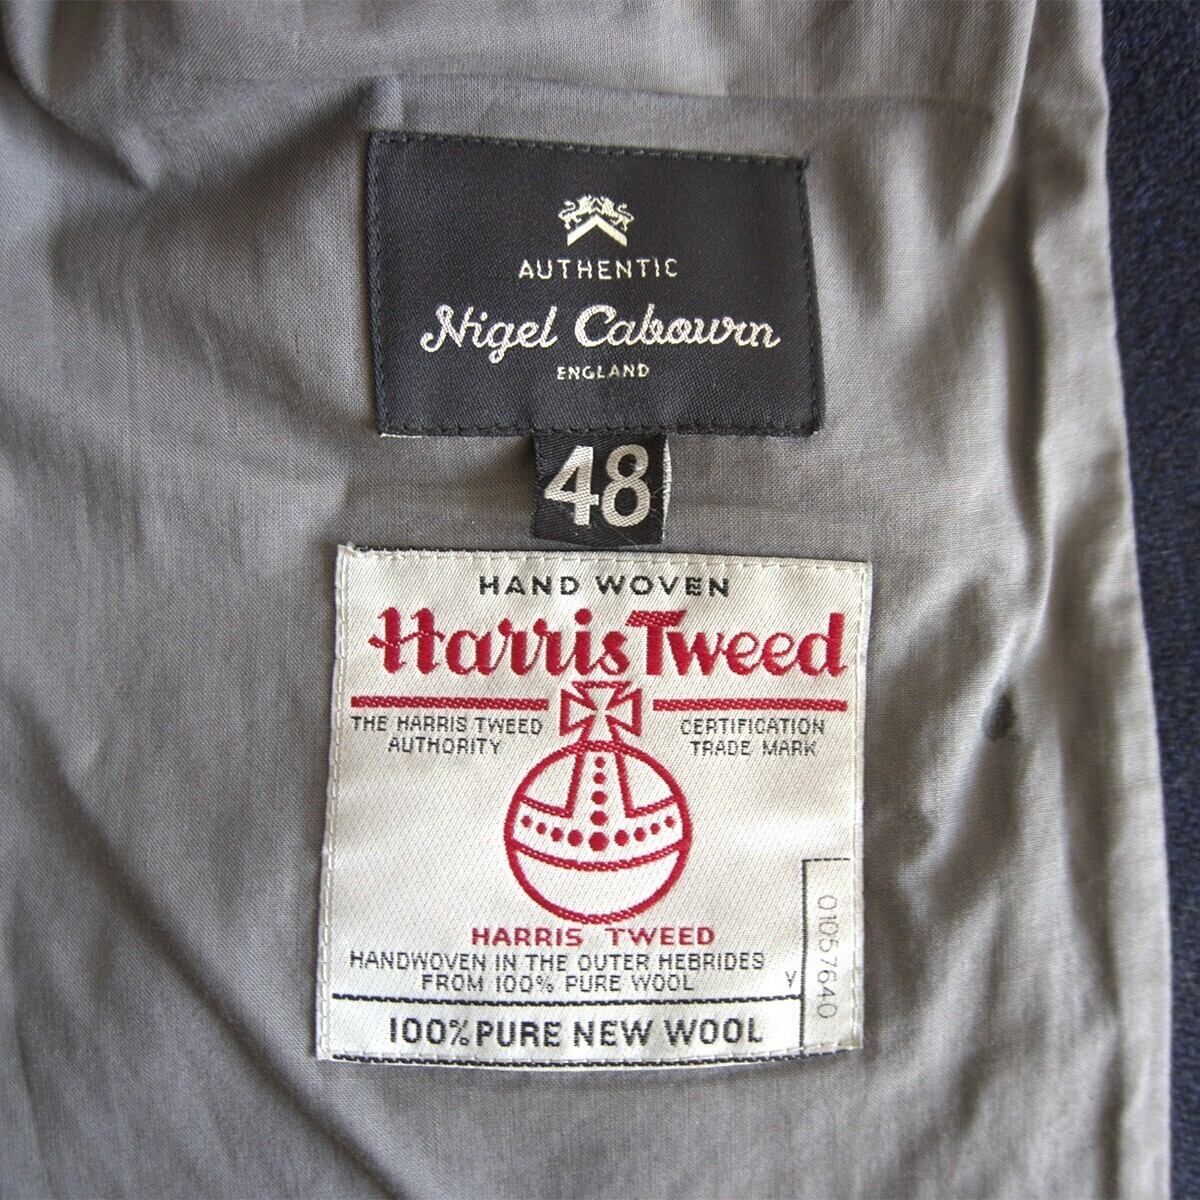 AUTHENTIC
Nigel Cabourn
ENGLAND
48
HAND WOVEN
Harris Tweed
THE HARRIS TWEED
AUTHORITY
CERTIFICATION
TRADE MARK
HARRIS TWEED
HANDWOVEN IN THE OUTER HEBRIDES
FROM 100% PURE WOOL
Y
01057640
100% PURE NEW WOOL